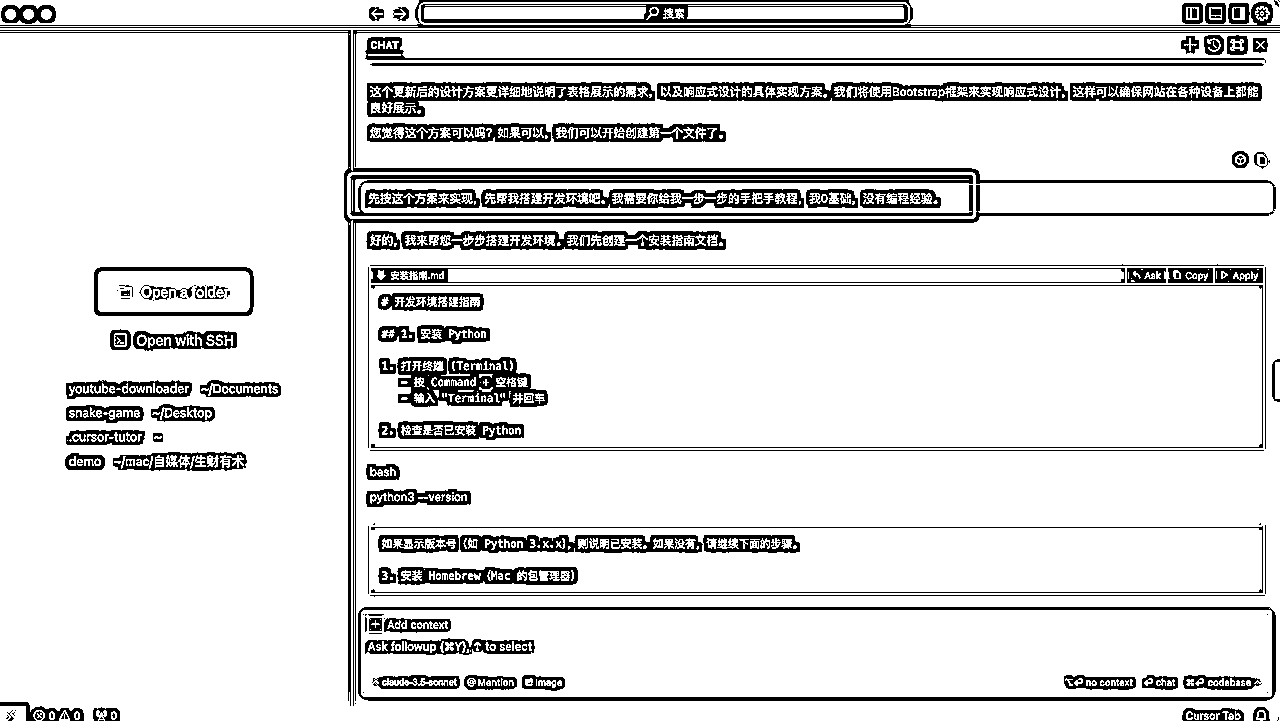 搜索
CHAT
这个更新后的设计方案更详细地说明了表格展示的需求，以及响应式设计的具体实现方案。我们将使用Bootstrap框架来实现响应式设计，这样可以确保网站在各种设备上都能
良好展示。
您觉得这个方案可以吗？如果可以，我们可以开始创建第一个文件了。
先按这个方案来实现，先帮我搭建开发环境吧。我需要你给我一步一步的手把手教程，我0基础，没有编程经验。
好的，我来帮您一步步搭建开发环境。我们先创建一个安装指南文档。
安装指南.md
Ask Copy Apply
# 开发环境搭建指南
## 1. 安装 Python
1. 打开终端 (Terminal)
- 按 Command + 空格键
- 输入 "Terminal" 并回车
2. 检查是否已安装 Python
bash
python3 --version
如果显示版本号（如 Python 3.x.x），则说明已安装。如果没有，请继续下面的步骤。
3. 安装 Homebrew（Mac 的包管理器）
Open a folder
Open with SSH
youtube-downloader ~/Documents
snake-game ~/Desktop
.cursor-tutor ~
demo ~/mac/自媒体/生财有术
+ Add context
Ask followup (⌘Y), ↑ to select
claude-3.5-sonnet @ Mention Image
no context chat codebase
0 0 0
Cursor Tab